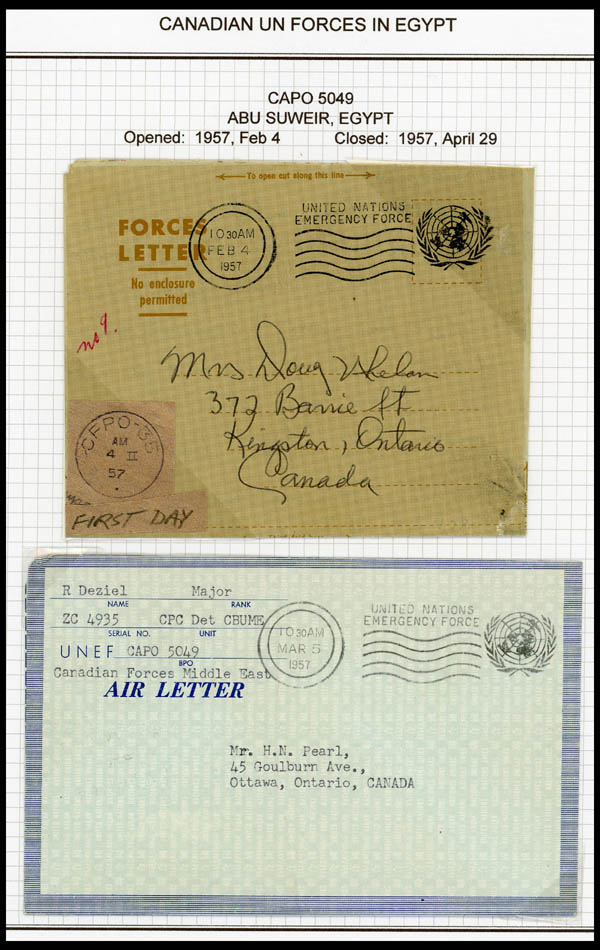 CANADIAN UN FORCES IN EGYPT
CAPO 5049
ABU SUWEIR, EGYPT
Opened: 1957, Feb 4 Closed: 1957, April 29
To open cut along this line
FORCES
LETTER
No enclosure
permitted
10 30 AM
FEB 4
1957
UNITED NATIONS
EMERGENCY FORCE
no 9.
Mrs Doug Whelan
372 Barrie St
Kingston, Ontario
Canada
CFPO-35
AM
4 II
57
FIRST DAY
R Deziel Major
NAME RANK
ZC 4935 CPC Det CBUME
SERIAL NO. UNIT
UNEF CAPO 5049
BPO
Canadian Forces Middle East
AIR LETTER
10 30 AM
MAR 5
1957
UNITED NATIONS
EMERGENCY FORCE
Mr. H.N. Pearl,
45 Goulburn Ave.,
Ottawa, Ontario, CANADA